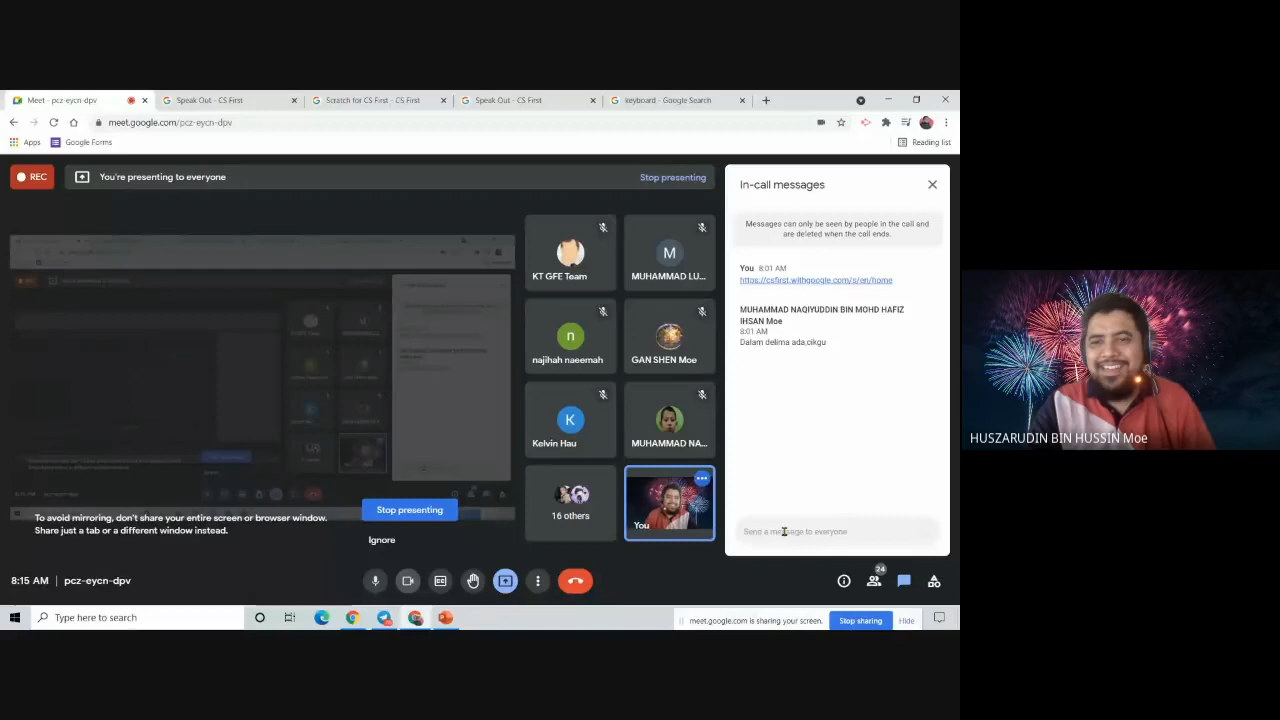 Meet - pcz-eycn-dpv
Speak Out - CS First
Scratch for CS First - CS First
Speak Out - CS First
keyboard - Google Search
meet.google.com/pcz-eycn-dpv
Apps
Google Forms
Reading list
REC
You're presenting to everyone
Stop presenting
In-call messages
Messages can only be seen by people in the call and
are deleted when the call ends.
You 8:01 AM
https://csfirst.withgoogle.com/s/en/home
MUHAMMAD NAQIYUDDIN BIN MOHD HAFIZ
IHSAN Moe
8:01 AM
Dalam delima ada,cikgu
KT GFE Team
M
MUHAMMAD LU...
n
najihah naeemah
GAN SHEN Moe
K
Kelvin Hau
MUHAMMAD NA...
16 others
You
To avoid mirroring, don't share your entire screen or browser window.
Share just a tab or a different window instead.
Stop presenting
Ignore
Send a message to everyone
8:15 AM | pcz-eycn-dpv
24
Type here to search
meet.google.com is sharing your screen.
Stop sharing
Hide
HUSZARUDIN BIN HUSSIN Moe